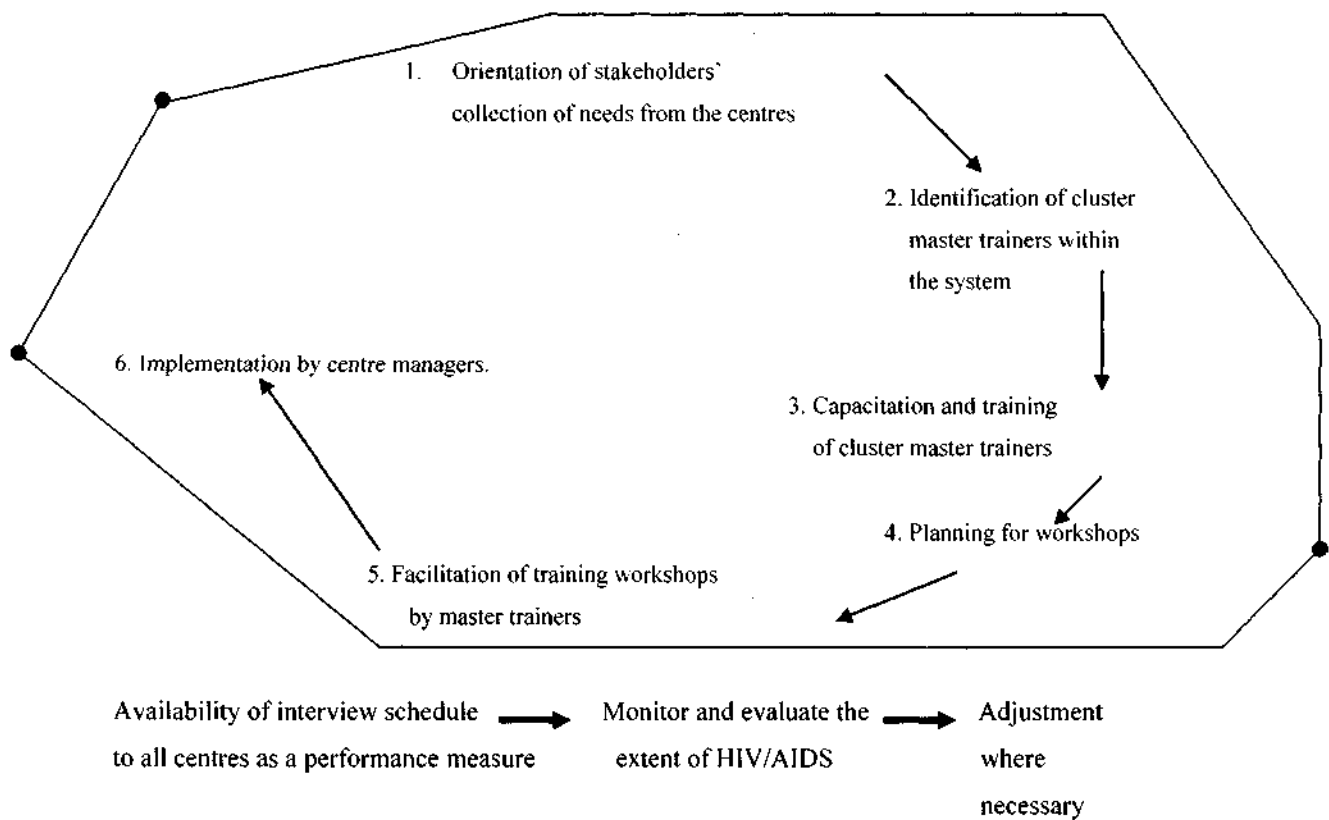 1. Orientation of stakeholders`
collection of needs from the centres
2. Identification of cluster
master trainers within
the system
3. Capacitation and training
of cluster master trainers
4. Planning for workshops
5. Facilitation of training workshops
by master trainers
6. Implementation by centre managers.
Availability of interview schedule
to all centres as a performance measure
Monitor and evaluate the
extent of HIV/AIDS
Adjustment
where
necessary